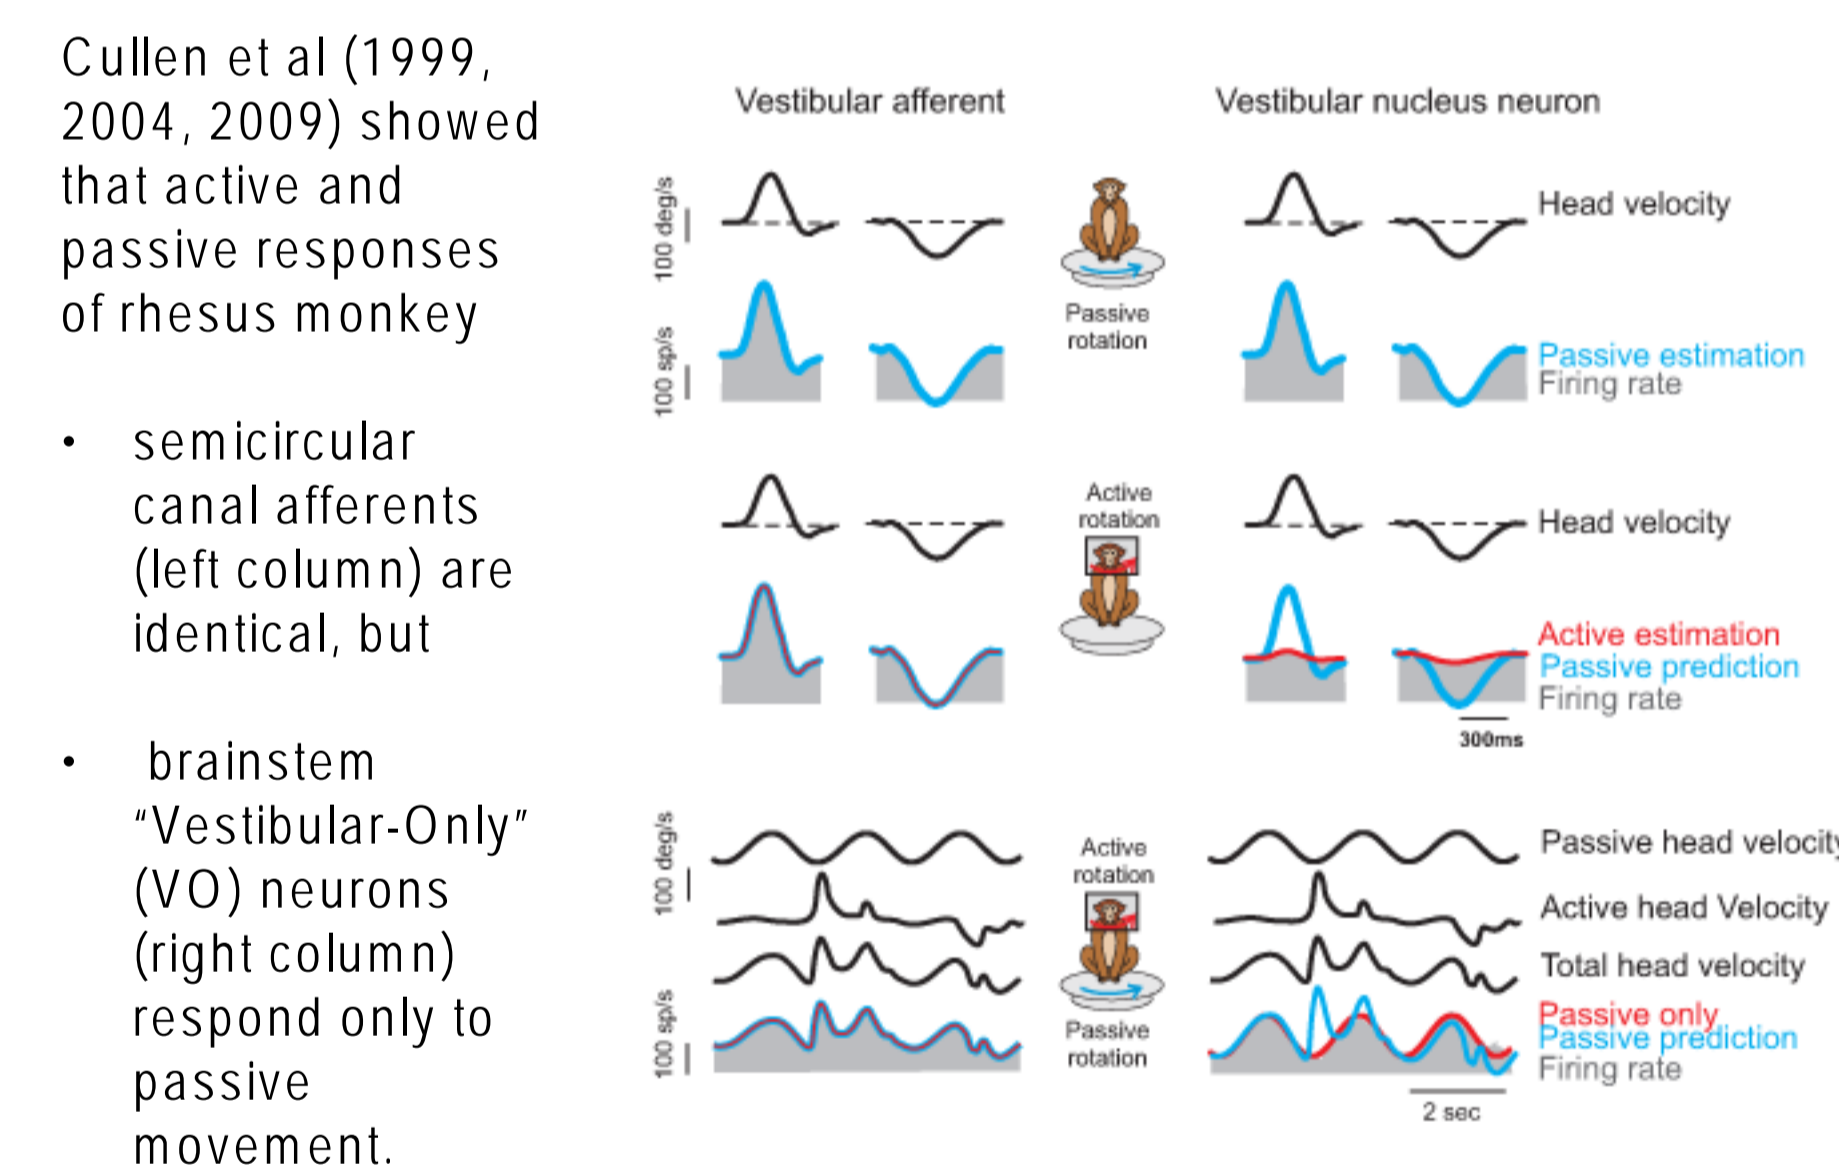 Cullen et al (1999,
2004, 2009) showed
that active and
passive responses
of rhesus monkey
• semicircular
canal afferents
(left column) are
identical, but
• brainstem
“Vestibular-Only”
(VO) neurons
(right column)
respond only to
passive
movement.
Vestibular afferent
Vestibular nucleus neuron
100 deg/s
Head velocity
Passive
rotation
100 sp/s
Passive estimation
Firing rate
Active
rotation
Head velocity
Active estimation
Passive prediction
Firing rate
300ms
100 deg/s
Active
rotation
Passive head velocity
Active head Velocity
Total head velocity
100 sp/s
Passive
rotation
Passive only
Passive prediction
Firing rate
2 sec